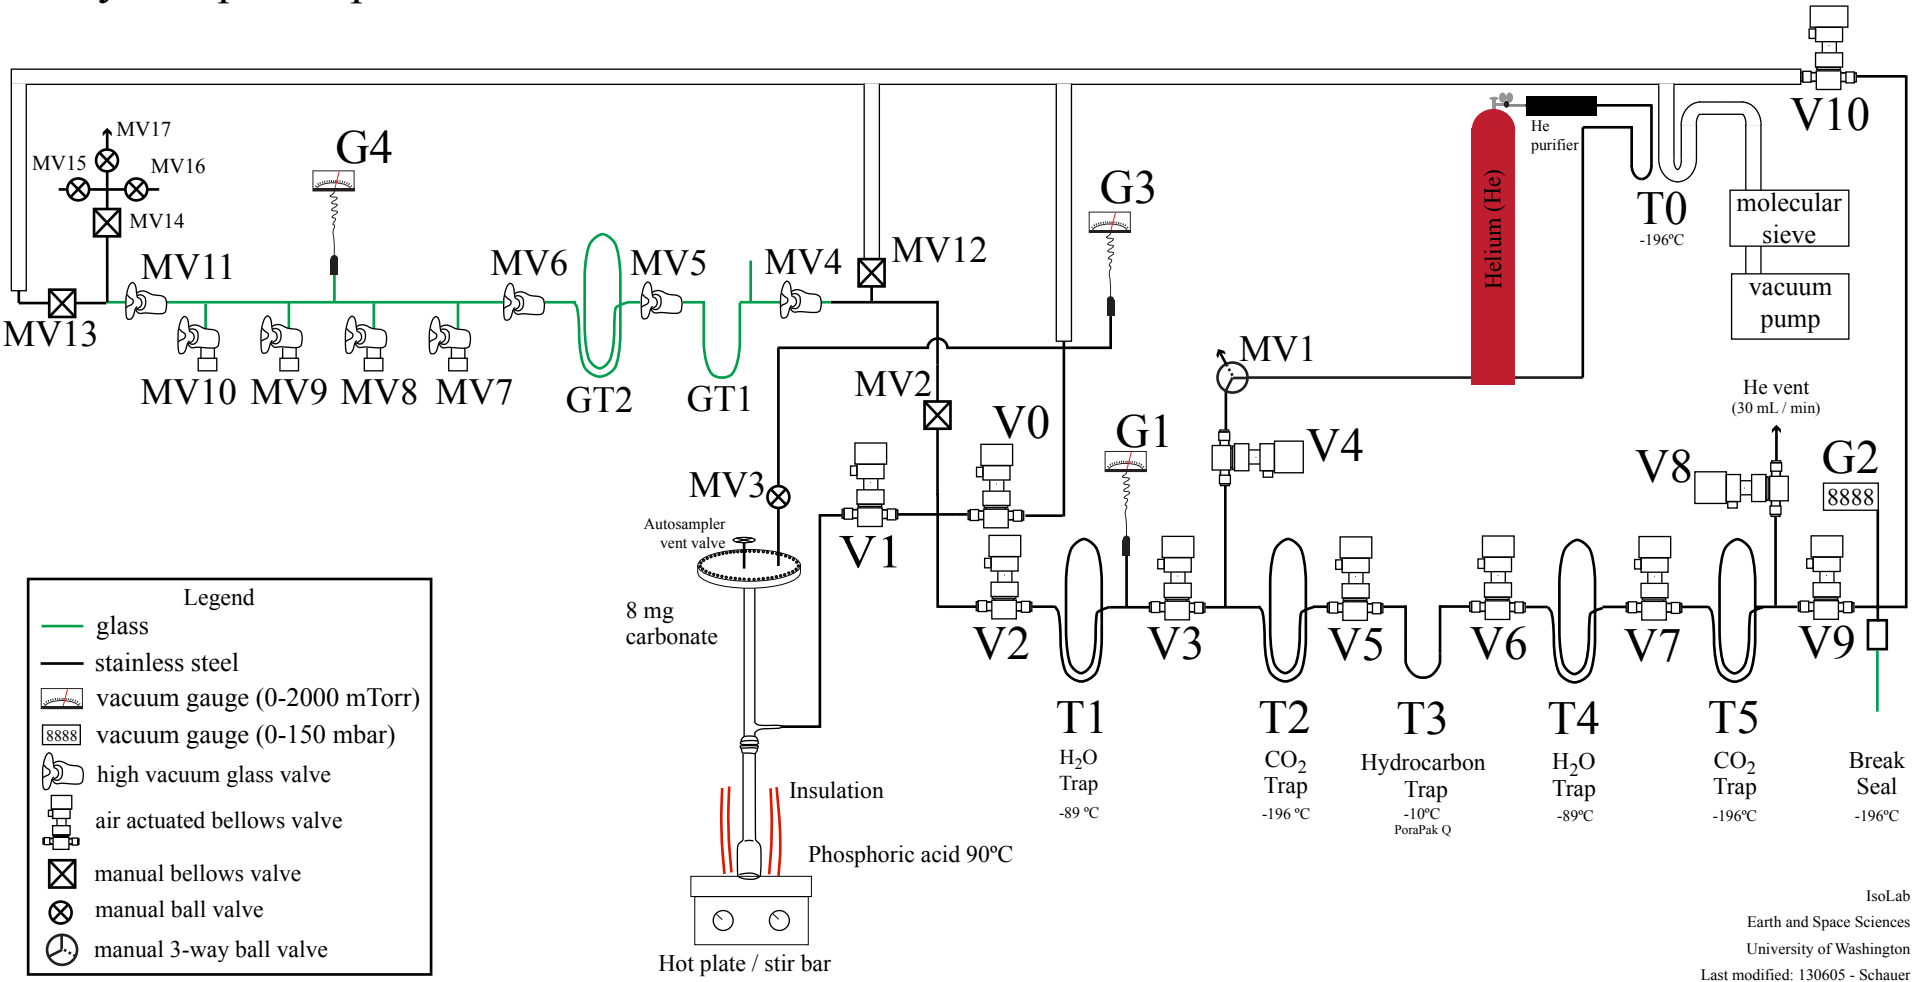 V10
He
purifier
Helium (He)
T0
-196ºC
molecular
sieve
vacuum
pump
MV17
MV15
MV16
MV14
G4
MV11
MV6
MV5
MV4
MV12
G3
MV13
MV10
MV9
MV8
MV7
GT2
GT1
MV2
MV1
He vent
(30 mL / min)
V0
G1
V4
V8
G2
8888
MV3
Autosampler
vent valve
V1
8 mg
carbonate
V2
V3
V5
V6
V7
V9
T1
H2O
Trap
-89 ºC
T2
CO2
Trap
-196 ºC
T3
Hydrocarbon
Trap
-10ºC
PoraPak Q
T4
H2O
Trap
-89ºC
T5
CO2
Trap
-196ºC
Break
Seal
-196ºC
Insulation
Phosphoric acid 90ºC
Hot plate / stir bar
Legend
glass
stainless steel
vacuum gauge (0-2000 mTorr)
8888 vacuum gauge (0-150 mbar)
high vacuum glass valve
air actuated bellows valve
manual bellows valve
manual ball valve
manual 3-way ball valve
IsoLab
Earth and Space Sciences
University of Washington
Last modified: 130605 - Schauer